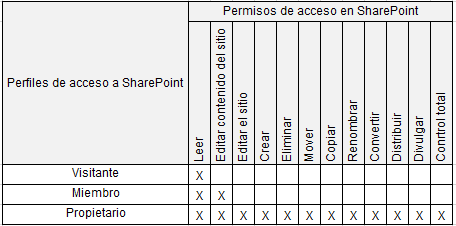 Permisos de acceso en SharePoint
Perfiles de acceso a SharePoint
Leer
Editar contenido del sitio
Editar el sitio
Crear
Eliminar
Mover
Copiar
Renombrar
Convertir
Distribuir
Divulgar
Conrtrol total
Visitante X
Miembro X X
Propietario X X X X X X X X X X X X